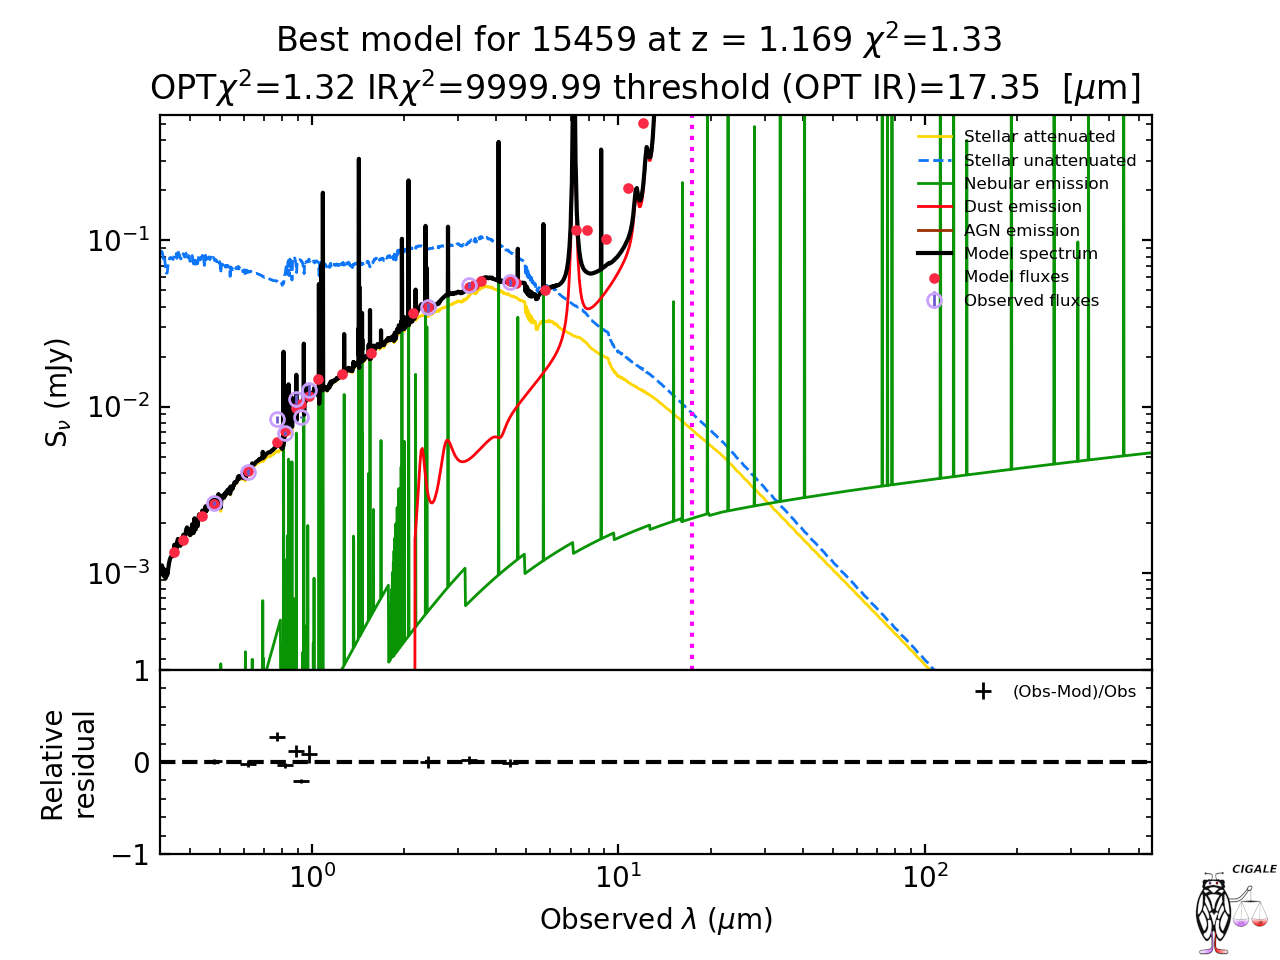 Best model for 15459 at z = 1.169 χ²=1.33
OPTχ²=1.32 IRχ²=9999.99 threshold (OPT IR)=17.35 [μm]
Stellar attenuated
Stellar unattenuated
Nebular emission
Dust emission
AGN emission
Model spectrum
Model fluxes
Observed fluxes
10⁻¹
10⁻²
10⁻³
S_ν (mJy)
(Obs-Mod)/Obs
1
0
−1
Relative
residual
10⁰
10¹
10²
Observed λ (μm)
CIGALE